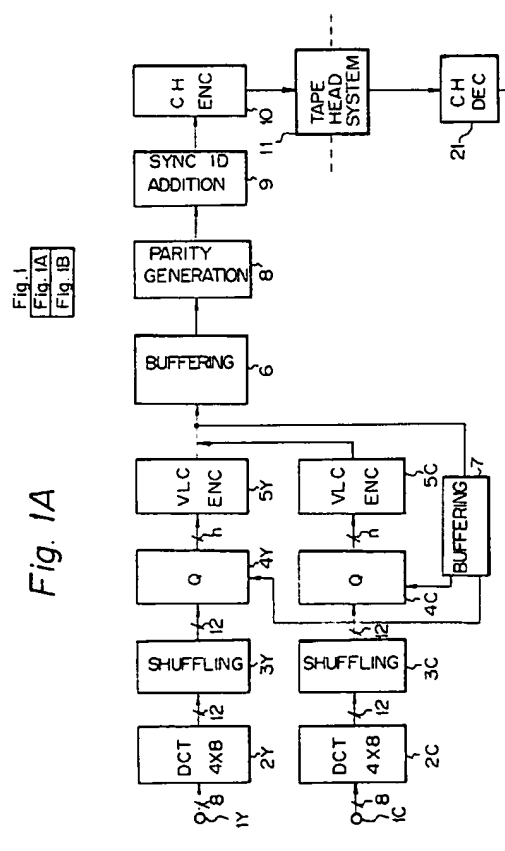 Fig. 1
Fig. 1A
Fig. 1B
Fig. 1A
1Y
8
DCT
4X8
2Y
12
SHUFFLING
3Y
12
Q
4Y
n
VLC
ENC
5Y
BUFFERING
6
PARITY
GENERATION
8
SYNC ID
ADDITION
9
CH
ENC
10
TAPE
HEAD
SYSTEM
11
CH
DEC
21
1C
8
DCT
4X8
2C
12
SHUFFLING
3C
12
Q
4C
n
VLC
ENC
5C
BUFFERING
7